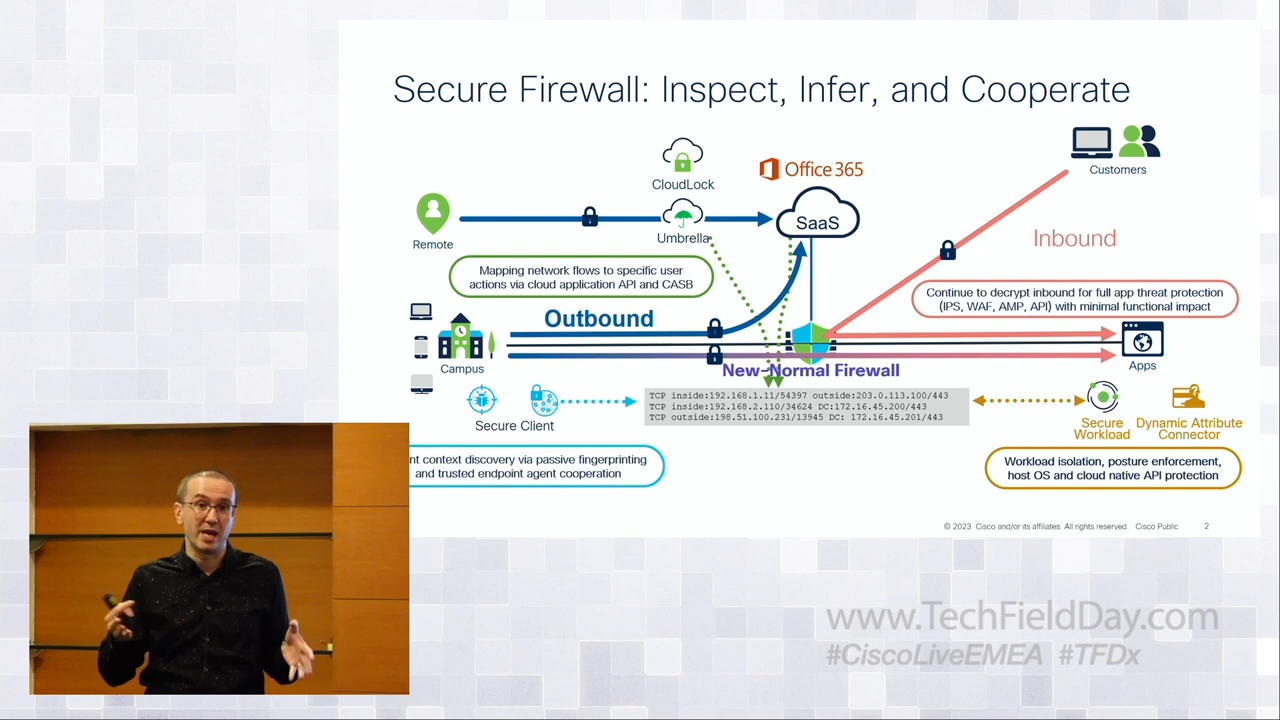 Secure Firewall: Inspect, Infer, and Cooperate
CloudLock
Office 365
Customers
Remote
Umbrella
SaaS
Inbound
Mapping network flows to specific user
actions via cloud application API and CASB
Continue to decrypt inbound for full app threat protection
(IPS, WAF, AMP, API) with minimal functional impact
Outbound
Campus
New-Normal Firewall
Apps
TCP inside:192.168.1.11/54397 outside:203.0.113.100/443
TCP inside:192.168.2.110/34624 DC:172.16.45.200/443
TCP outside:198.51.100.231/13945 DC: 172.16.45.201/443
Secure Client
Secure
Workload
Dynamic Attribute
Connector
nt context discovery via passive fingerprinting
and trusted endpoint agent cooperation
Workload isolation, posture enforcement,
host OS and cloud native API protection
© 2023 Cisco and/or its affiliates. All rights reserved. Cisco Public 2
www.TechFieldDay.com
#CiscoLiveEMEA #TFDx